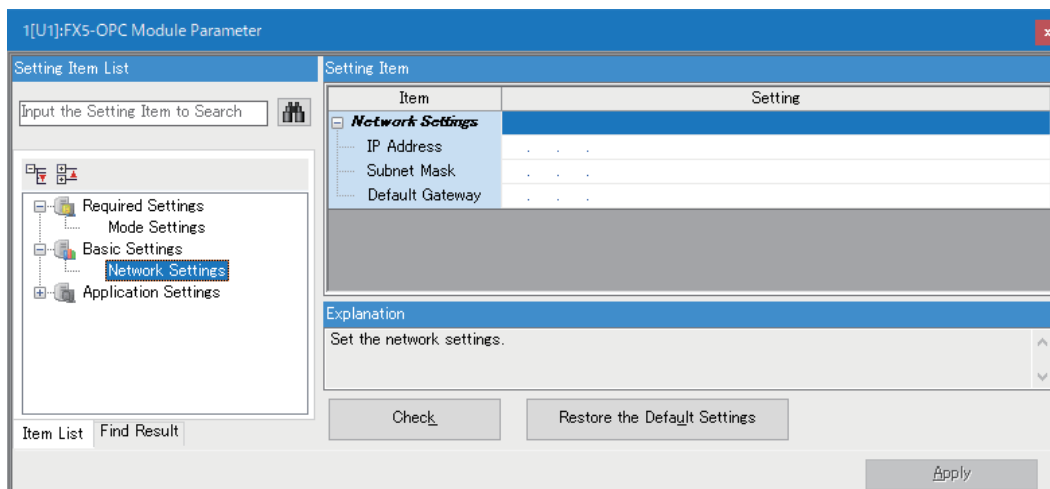 1[U1]:FX5-OPC Module Parameter
Setting Item List
Input the Setting Item to Search
Required Settings
Mode Settings
Basic Settings
Network Settings
Application Settings
Item List
Find Result
Setting Item
Item Setting
Network Settings
IP Address . . .
Subnet Mask . . .
Default Gateway . . .
Explanation
Set the network settings.
Check
Restore the Default Settings
Apply